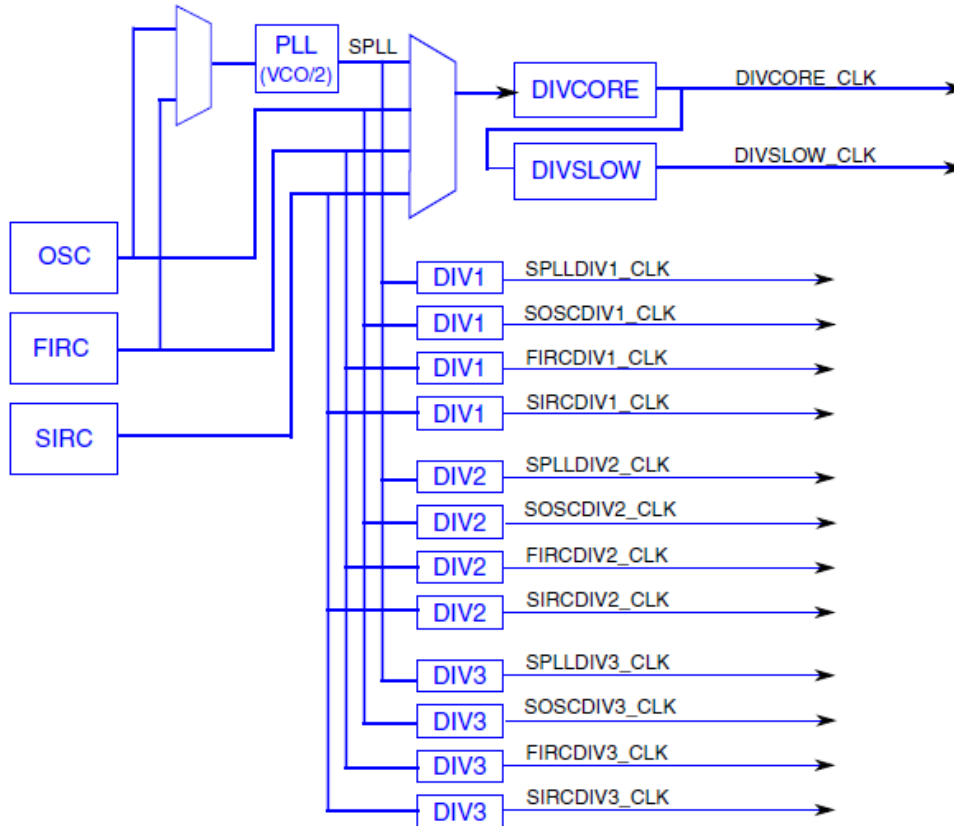 PLL
(VCO/2)
SPLL
DIVCORE
DIVCORE_CLK
DIVSLOW
DIVSLOW_CLK
OSC
FIRC
SIRC
DIV1
SPLLDIV1_CLK
DIV1
SOSCDIV1_CLK
DIV1
FIRCDIV1_CLK
DIV1
SIRCDIV1_CLK
DIV2
SPLLDIV2_CLK
DIV2
SOSCDIV2_CLK
DIV2
FIRCDIV2_CLK
DIV2
SIRCDIV2_CLK
DIV3
SPLLDIV3_CLK
DIV3
SOSCDIV3_CLK
DIV3
FIRCDIV3_CLK
DIV3
SIRCDIV3_CLK